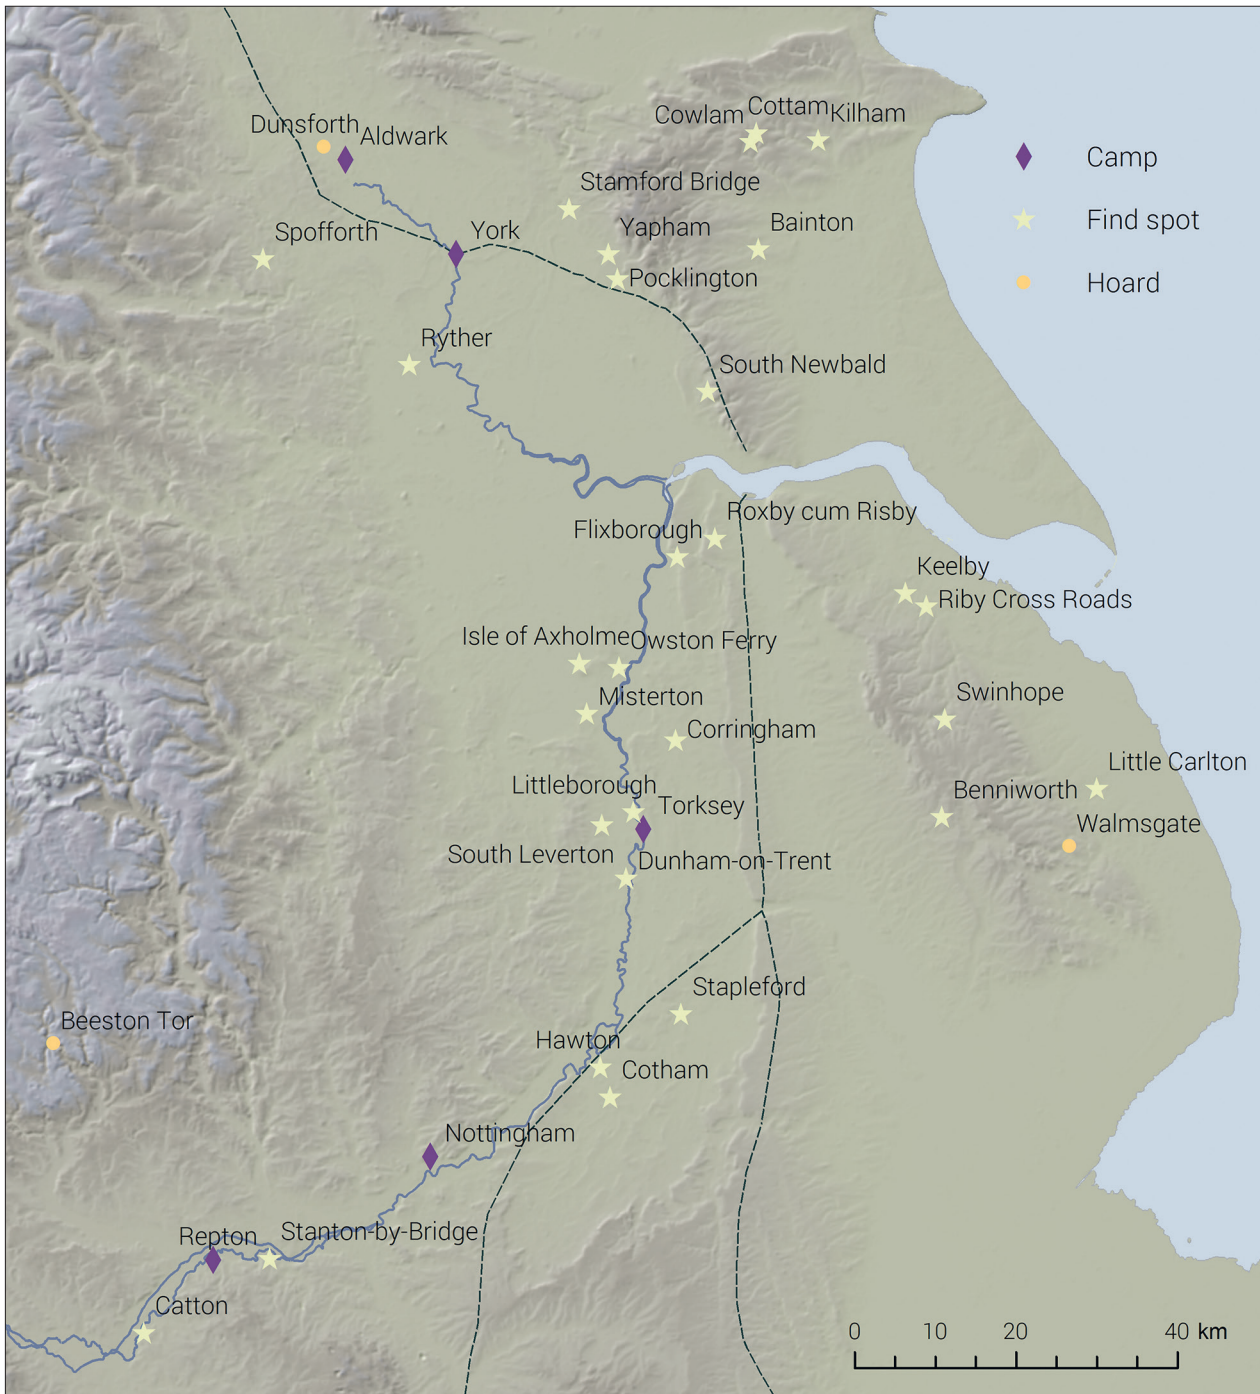 Cowlam
Cottam
Kilham
Dunsforth
Aldwark
Camp
Stamford Bridge
Find spot
Spofforth
York
Yapham
Bainton
Pocklington
Hoard
Ryther
South Newbald
Roxby cum Risby
Flixborough
Keelby
Riby Cross Roads
Isle of Axholme
Owston Ferry
Misterton
Swinhope
Corringham
Little Carlton
Littleborough
Benniworth
Torksey
Walmsgate
South Leverton
Dunham-on-Trent
Stapleford
Beeston Tor
Hawton
Cotham
Nottingham
Repton
Stanton-by-Bridge
Catton
0 10 20 40 km